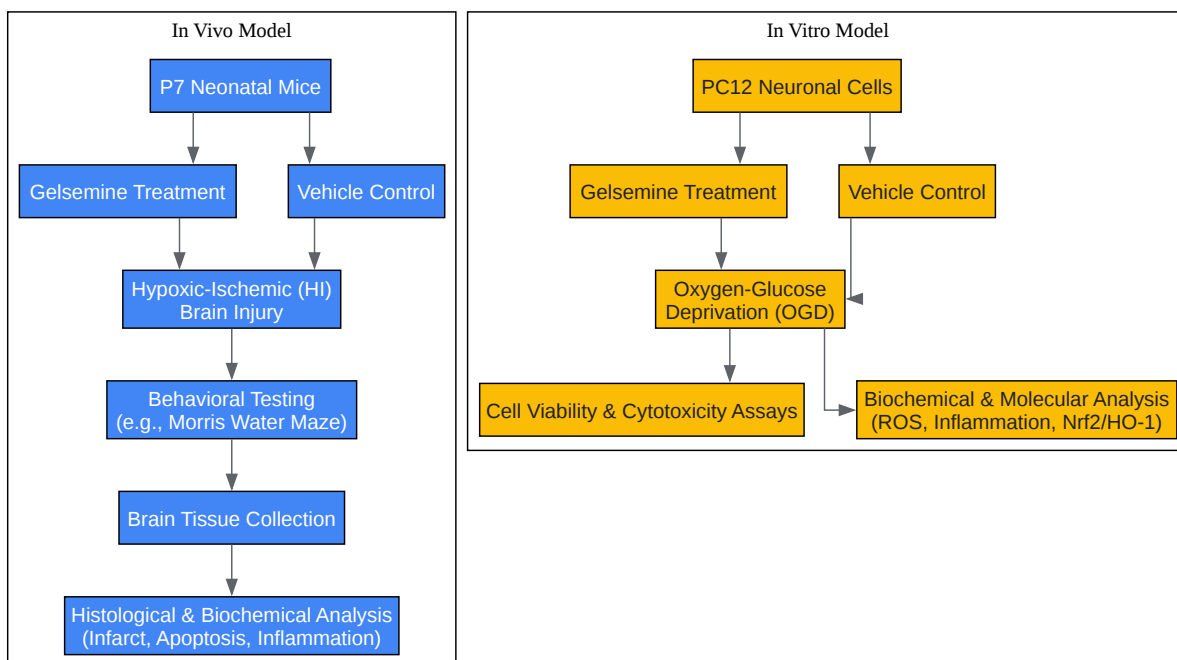 In Vivo Model
P7 Neonatal Mice
Gelsemine Treatment
Vehicle Control
Hypoxic-Ischemic (HI)
Brain Injury
Behavioral Testing
(e.g., Morris Water Maze)
Brain Tissue Collection
Histological & Biochemical Analysis
(Infarct, Apoptosis, Inflammation)
In Vitro Model
PC12 Neuronal Cells
Gelsemine Treatment
Vehicle Control
Oxygen-Glucose
Deprivation (OGD)
Cell Viability & Cytotoxicity Assays
Biochemical & Molecular Analysis
(ROS, Inflammation, Nrf2/HO-1)